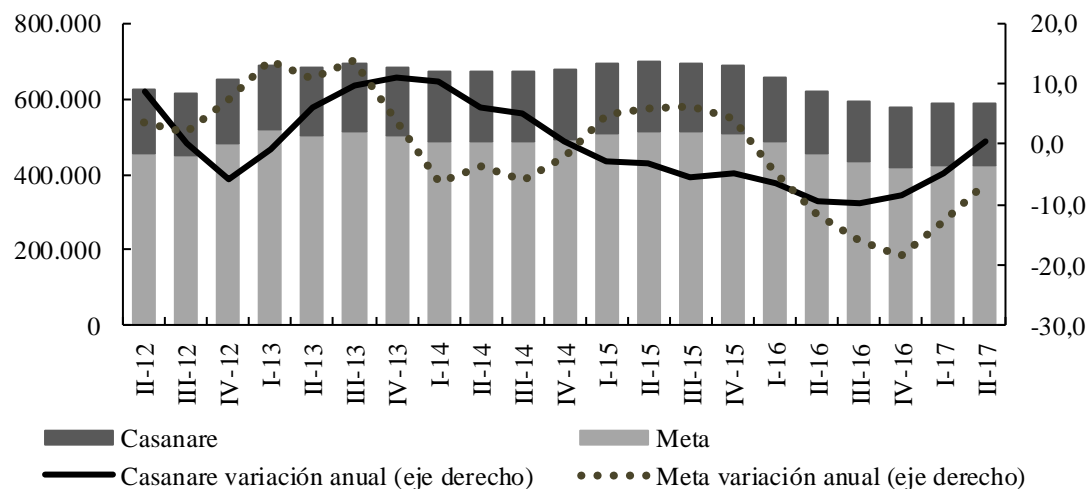 800.000
600.000
400.000
200.000
0
20,0
10,0
0,0
-10,0
-20,0
-30,0
II-12
III-12
IV-12
I-13
II-13
III-13
IV-13
I-14
II-14
III-14
IV-14
I-15
II-15
III-15
IV-15
I-16
II-16
III-16
IV-16
I-17
II-17
Casanare
Meta
Casanare variación anual (eje derecho)
Meta variación anual (eje derecho)